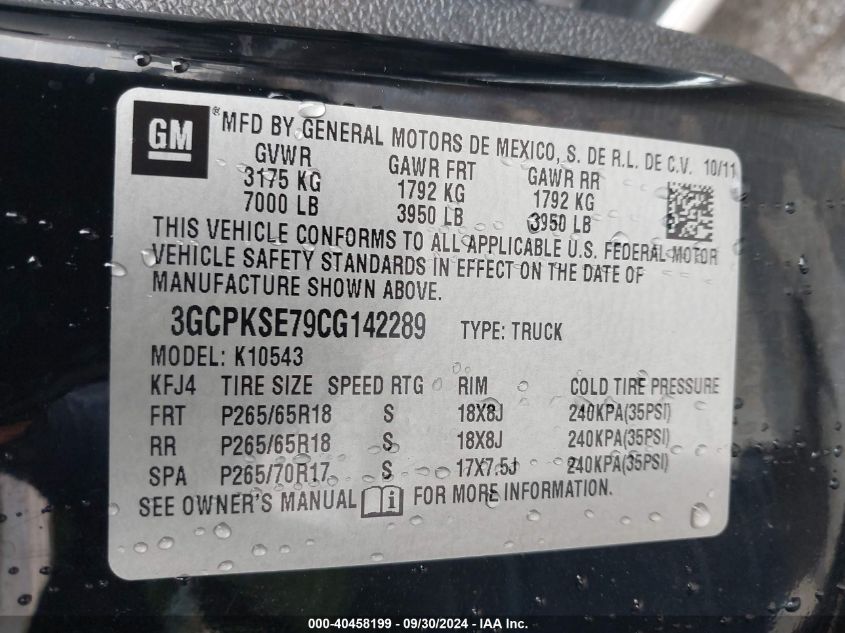 GM ® MFD BY GENERAL MOTORS DE MEXICO, S. DE R.L. DE C.V. 10/11
GVWR GAWR FRT GAWR RR
3175 KG 1792 KG 1792 KG
7000 LB 3950 LB 3950 LB
THIS VEHICLE CONFORMS TO ALL APPLICABLE U.S. FEDERAL MOTOR
VEHICLE SAFETY STANDARDS IN EFFECT ON THE DATE OF
MANUFACTURE SHOWN ABOVE.
3GCPKSE79CG142289 TYPE: TRUCK
MODEL: K10543
KFJ4 TIRE SIZE SPEED RTG RIM COLD TIRE PRESSURE
FRT P265/65R18 S 18X8J 240KPA(35PSI)
RR P265/65R18 S 18X8J 240KPA(35PSI)
SPA P265/70R17 S 17X7.5J 240KPA(35PSI)
SEE OWNER'S MANUAL i FOR MORE INFORMATION.
000-40458199 - 09/30/2024 - IAA Inc.